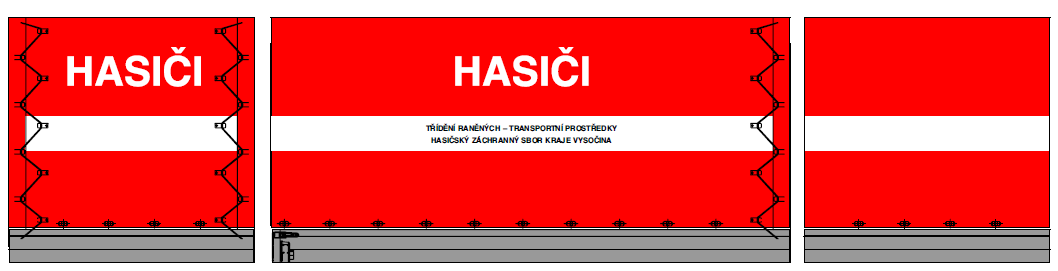 HASIČI
HASIČI
TŘÍDĚNÍ RANĚNÝCH – TRANSPORTNÍ PROSTŘEDKY
HASIČSKÝ ZÁCHRANNÝ SBOR KRAJE VYSOČINA